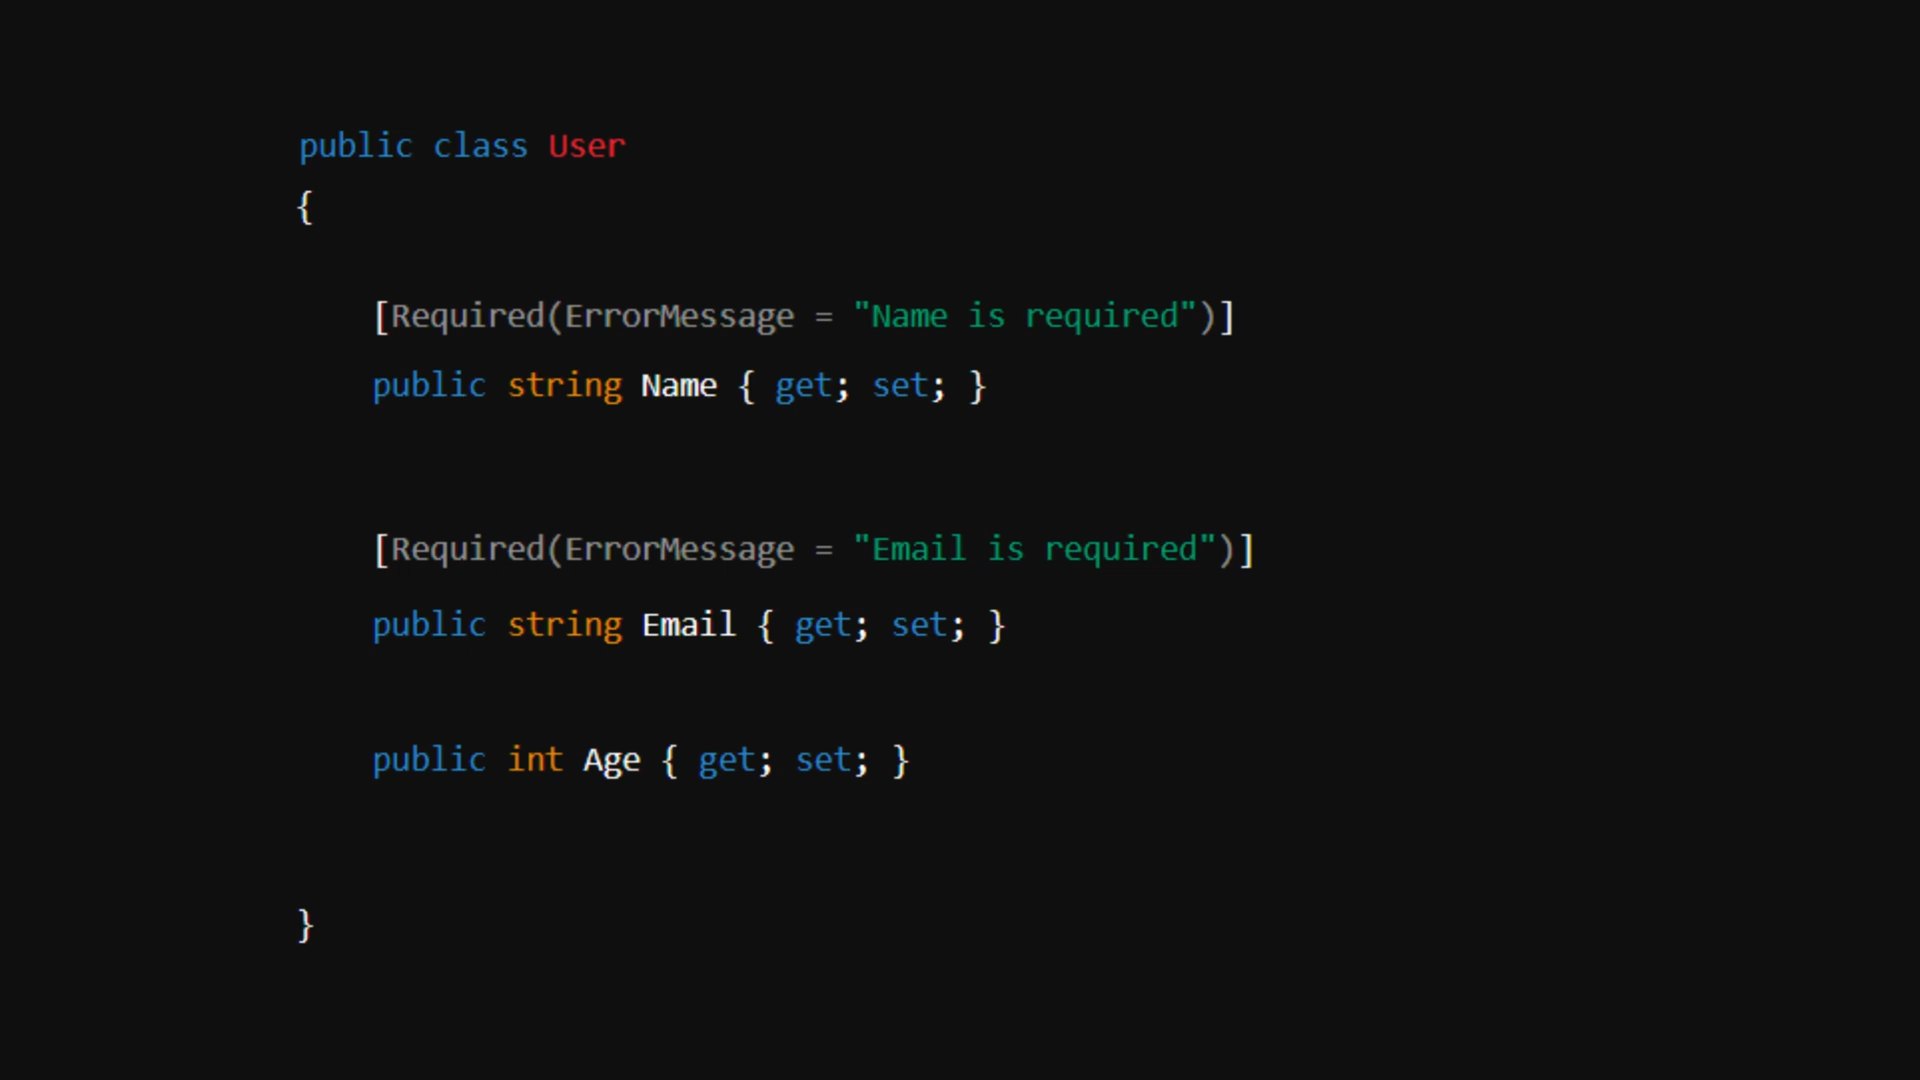 public class User
{
[Required(ErrorMessage = "Name is required")]
public string Name { get; set; }
[Required(ErrorMessage = "Email is required")]
public string Email { get; set; }
public int Age { get; set; }
}